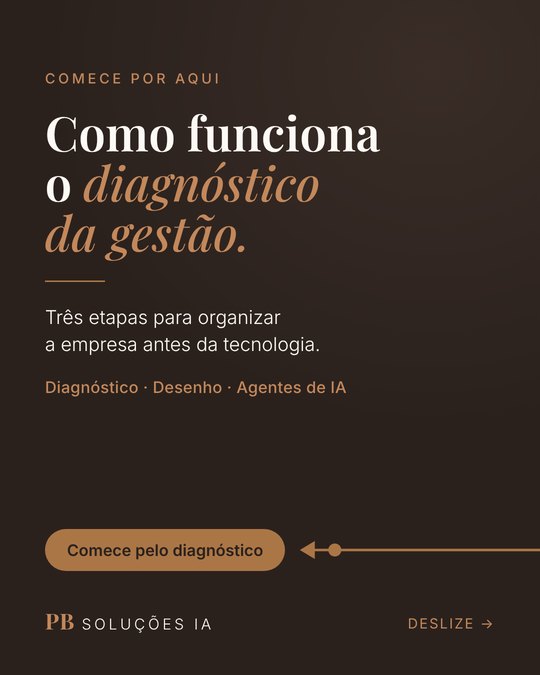 COMECE POR AQUI
Como funciona
o diagnóstico
da gestão.
Três etapas para organizar
a empresa antes da tecnologia.
Diagnóstico · Desenho · Agentes de IA
Comece pelo diagnóstico
PB SOLUÇÕES IA
DESLIZE →